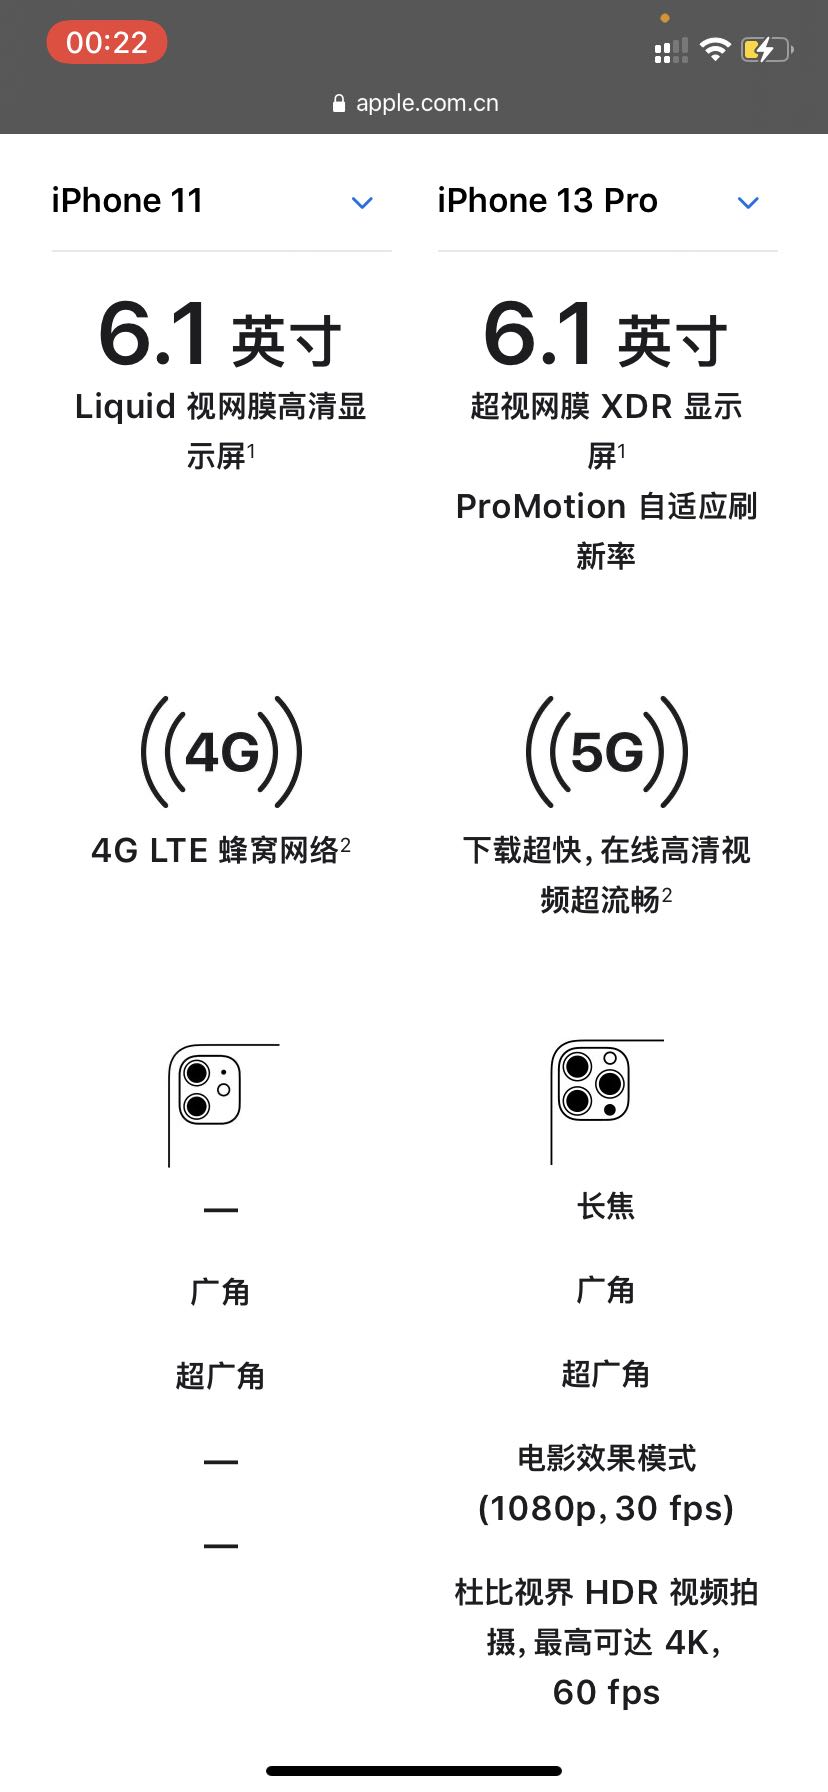 00:22
apple.com.cn
iPhone 11
iPhone 13 Pro
6.1 英寸
Liquid 视网膜高清显
示屏1
6.1 英寸
超视网膜 XDR 显示
屏1
ProMotion 自适应刷
新率
4G
4G LTE 蜂窝网络2
5G
下载超快，在线高清视
频超流畅2
—
广角
超广角
—
—
长焦
广角
超广角
电影效果模式
(1080p，30 fps)
杜比视界 HDR 视频拍
摄，最高可达 4K，
60 fps